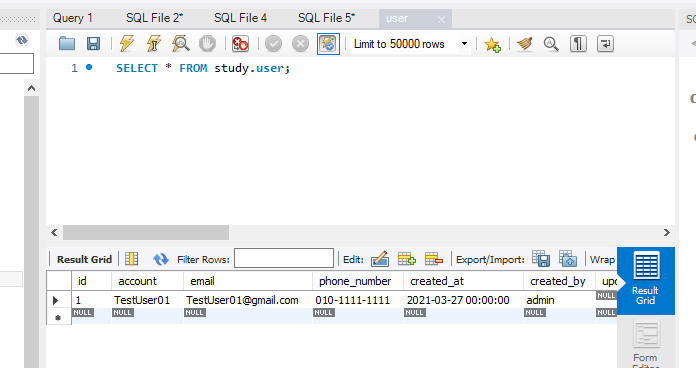 Query 1 SQL File 2* SQL File 4 SQL File 5* user
Limit to 50000 rows
1 SELECT * FROM study.user;
Result Grid Filter Rows: Edit: Export/Import: Wrap
id account email phone_number created_at created_by
1 TestUser01 TestUser01@gmail.com 010-1111-1111 2021-03-27 00:00:00 admin NULL
NULL NULL NULL NULL NULL NULL
Result
Grid
Form